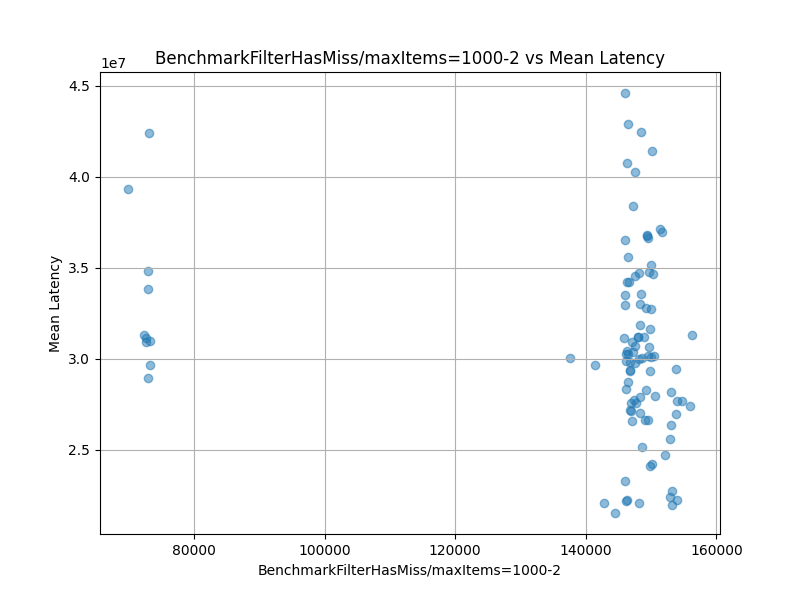 BenchmarkFilterHasMiss/maxItems=1000-2 vs Mean Latency
1e7
4.5
4.0
3.5
3.0
2.5
Mean Latency
80000
100000
120000
140000
160000
BenchmarkFilterHasMiss/maxItems=1000-2